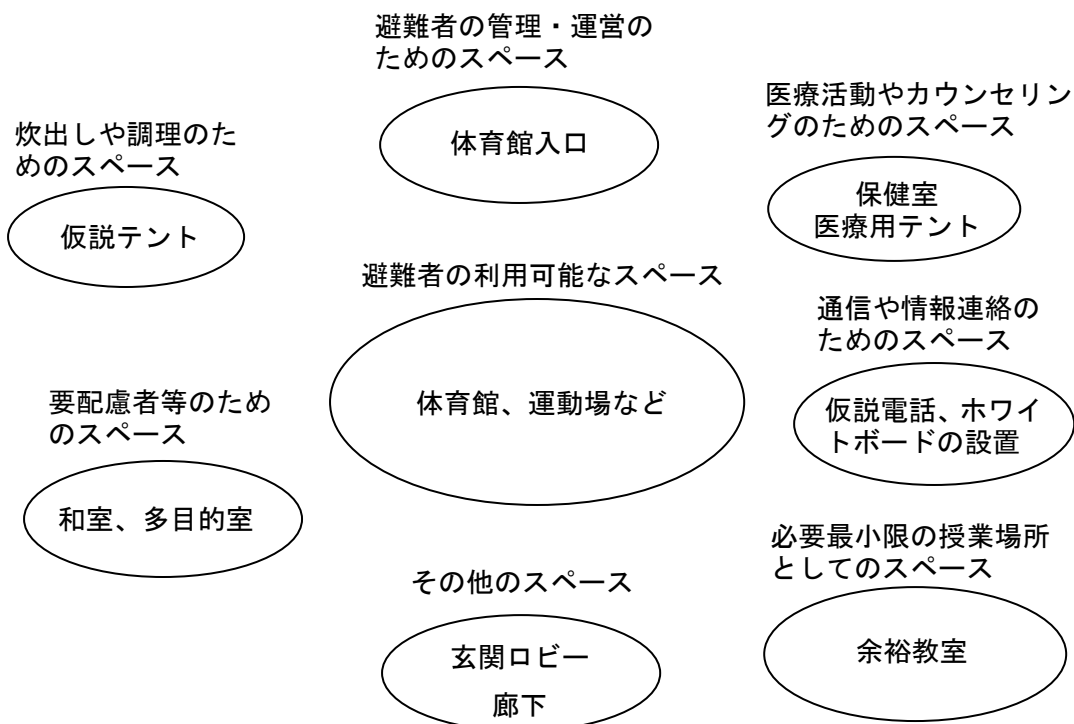 避難者の管理・運営の
ためのスペース
体育館入口
医療活動やカウンセリン
グのためのスペース
保健室
医療用テント
炊出しや調理のた
めのスペース
仮説テント
避難者の利用可能なスペース
体育館、運動場など
通信や情報連絡の
ためのスペース
仮説電話、ホワイ
トボードの設置
要配慮者等のため
のスペース
和室、多目的室
必要最小限の授業場所
としてのスペース
余裕教室
その他のスペース
玄関ロビー
廊下